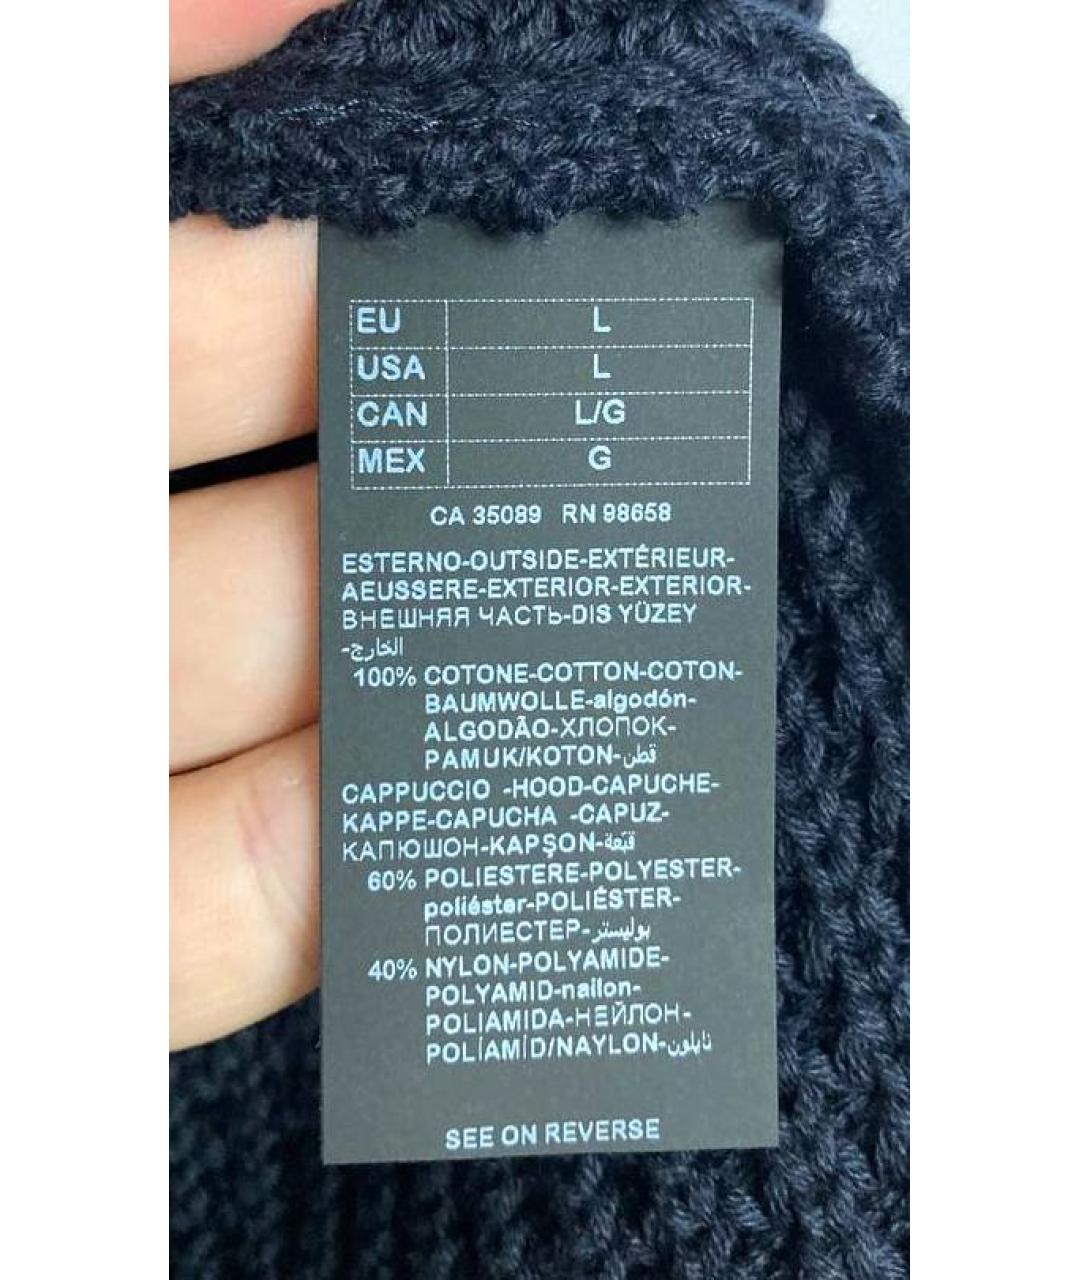 EU L
USA L
CAN L/G
MEX G
CA 35089 RN 98658
ESTERNO-OUTSIDE-EXTÉRIEUR-
AEUSSERE-EXTERIOR-EXTERIOR-
ВНЕШНЯЯ ЧАСТЬ-DIS YÜZEY
-الخارج
100% COTONE-COTTON-COTON-
BAUMWOLLE-algodón-
ALGODÃO-ХЛОПОК-
PAMUK/KOTON-قطن
CAPPUCCIO -HOOD-CAPUCHE-
KAPPE-CAPUCHA -CAPUZ-
КАПЮШОН-KAPŞON-قبّعة
60% POLIESTERE-POLYESTER-
poliéster-POLIÉSTER-
ПОЛИЕСТЕР-بوليستر
40% NYLON-POLYAMIDE-
POLYAMID-nailon-
POLIAMIDA-НЕЙЛОН-
POLİAMİD/NAYLON-نايلون
SEE ON REVERSE